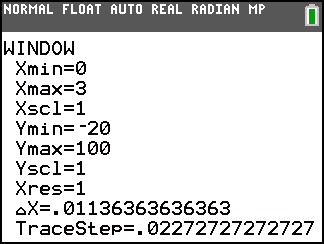 NORMAL FLOAT AUTO REAL RADIAN MP
WINDOW
Xmin=0
Xmax=3
Xscl=1
Ymin=⁻20
Ymax=100
Yscl=1
Xres=1
△X=.01136363636363
TraceStep=.02272727272727